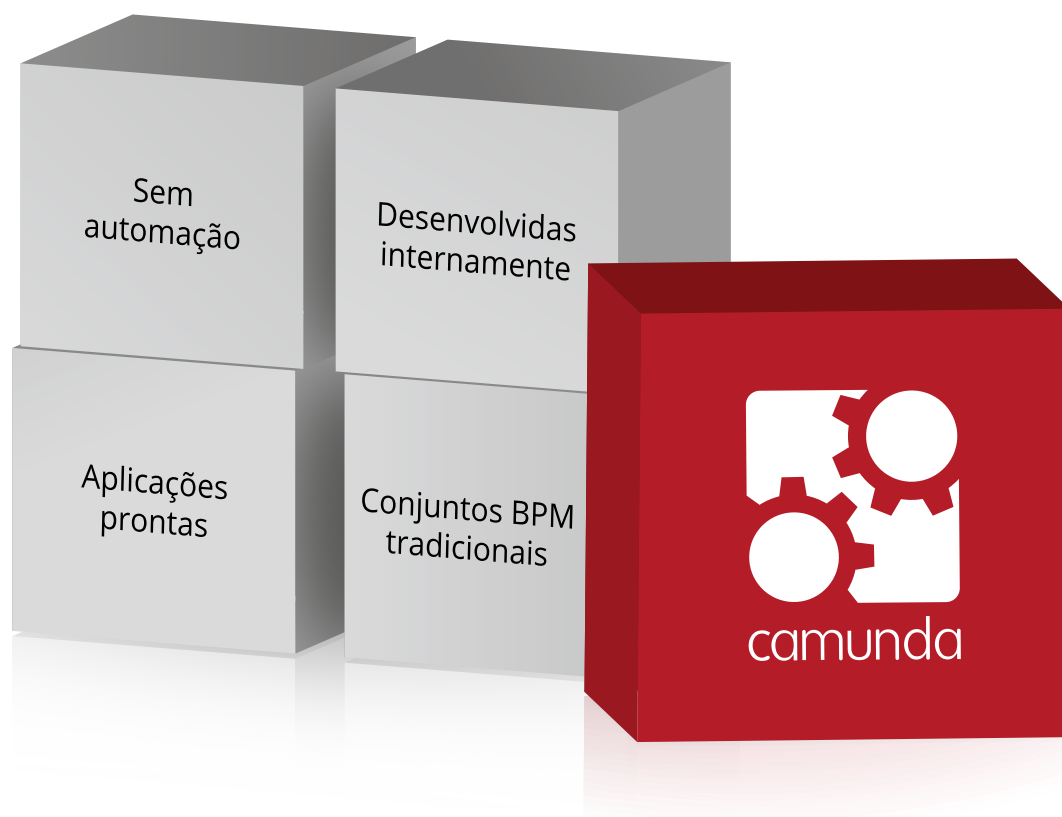 Sem
automação
Desenvolvidas
internamente
Aplicações
prontas
Conjuntos BPM
tradicionais
camunda